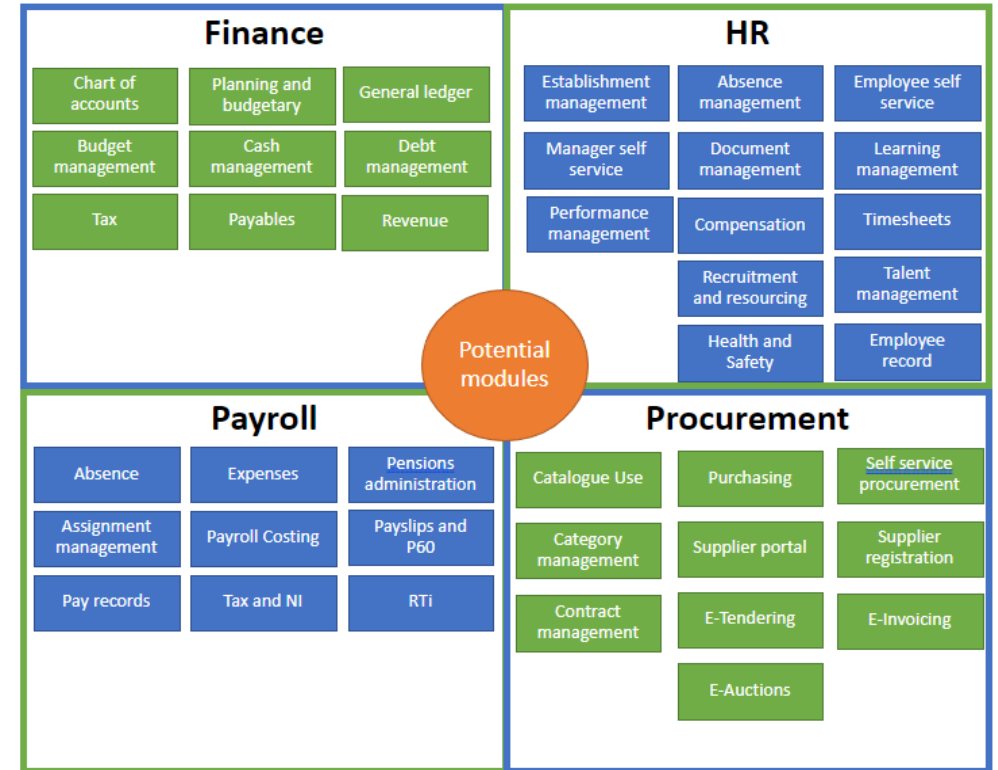 Finance
Chart of
accounts
Planning and
budgetary
General ledger
Budget
management
Cash
management
Debt
management
Tax
Payables
Revenue
HR
Establishment
management
Absence
management
Employee self
service
Manager self
service
Document
management
Learning
management
Performance
management
Compensation
Timesheets
Recruitment
and resourcing
Talent
management
Health and
Safety
Employee
record
Potential
modules
Payroll
Absence
Expenses
Pensions
administration
Assignment
management
Payroll Costing
Payslips and
P60
Pay records
Tax and NI
RTi
Procurement
Catalogue Use
Purchasing
Self service
procurement
Category
management
Supplier portal
Supplier
registration
Contract
management
E-Tendering
E-Invoicing
E-Auctions